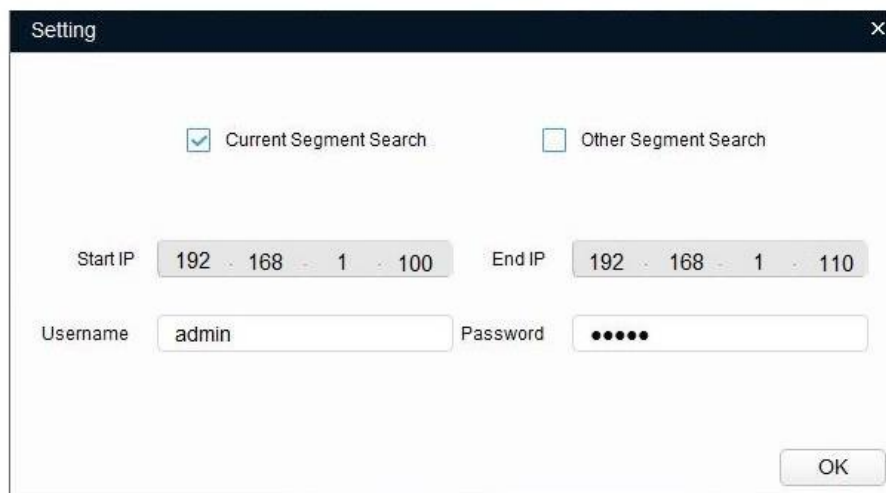 Setting
Current Segment Search Other Segment Search
Start IP 192 . 168 . 1 . 100 End IP 192 . 168 . 1 . 110
Username admin Password •••••
OK